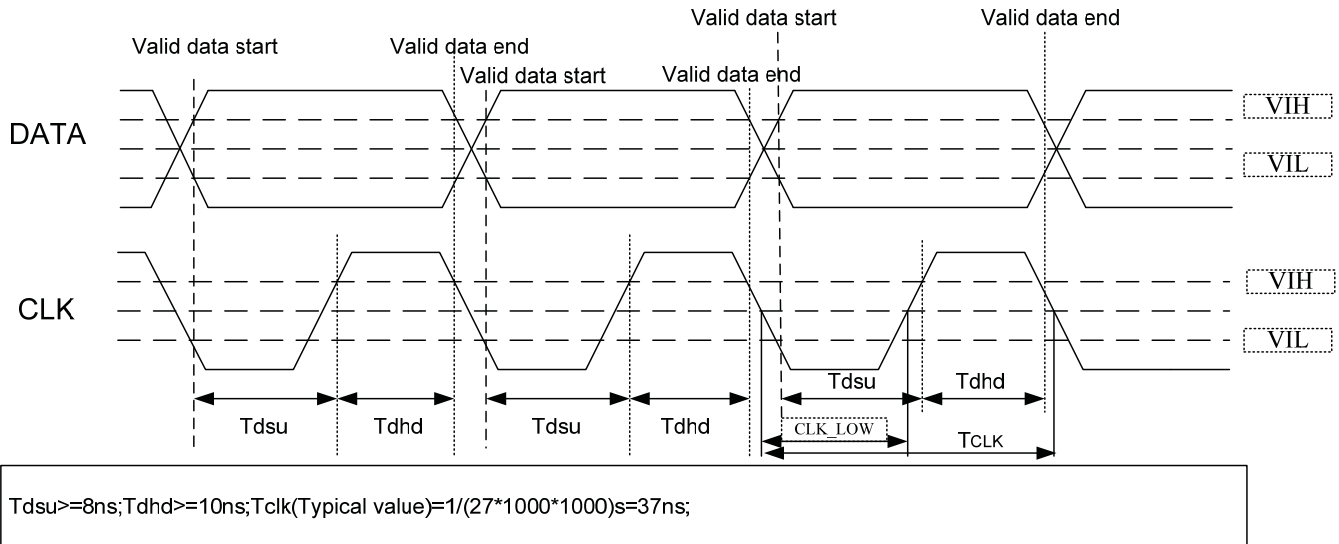 Valid data start
Valid data end
Valid data start
Valid data end
Valid data start
Valid data end
DATA
VIH
VIL
CLK
VIH
VIL
Tdsu
Tdhd
Tdsu
Tdhd
Tdsu
Tdhd
CLK_LOW
TCLK
Tdsu>=8ns;Tdhd>=10ns;Tclk(Typical value)=1/(27*1000*1000)s=37ns;